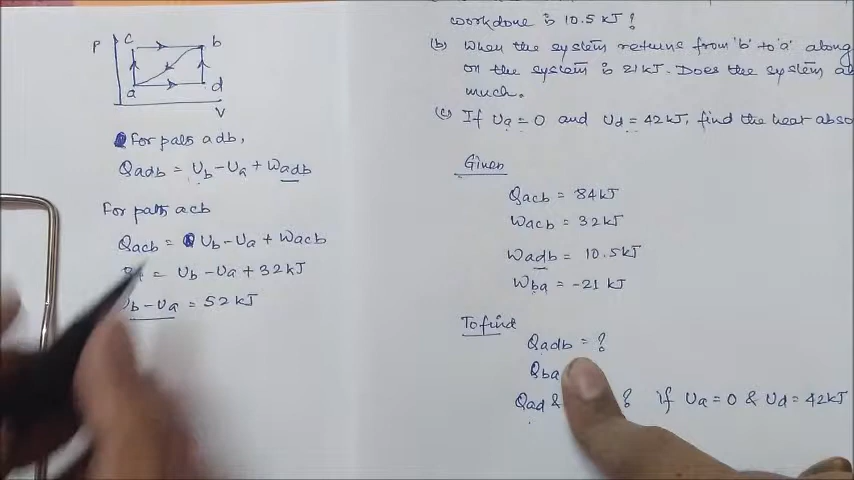 P
c
b
a
d
V
For path adb,
Qadb = Ub - Ua + Wadb
For path acb
Qacb = Ub - Ua + Wacb
= Ub - Ua + 32 kJ
Ub - Ua = 52 kJ
workdone is 10.5 kJ?
(b) When the system returns from 'b' to 'a' along
on the system is 21 kJ. Does the system
much.
(c) If Ua = 0 and Ud = 42 kJ, find the heat
Given
Qacb = 84 kJ
Wacb = 32 kJ
Wadb = 10.5 kJ
Wba = -21 kJ
To find
Qadb = ?
Qba
Qad & ? if Ua = 0 & Ud = 42 kJ